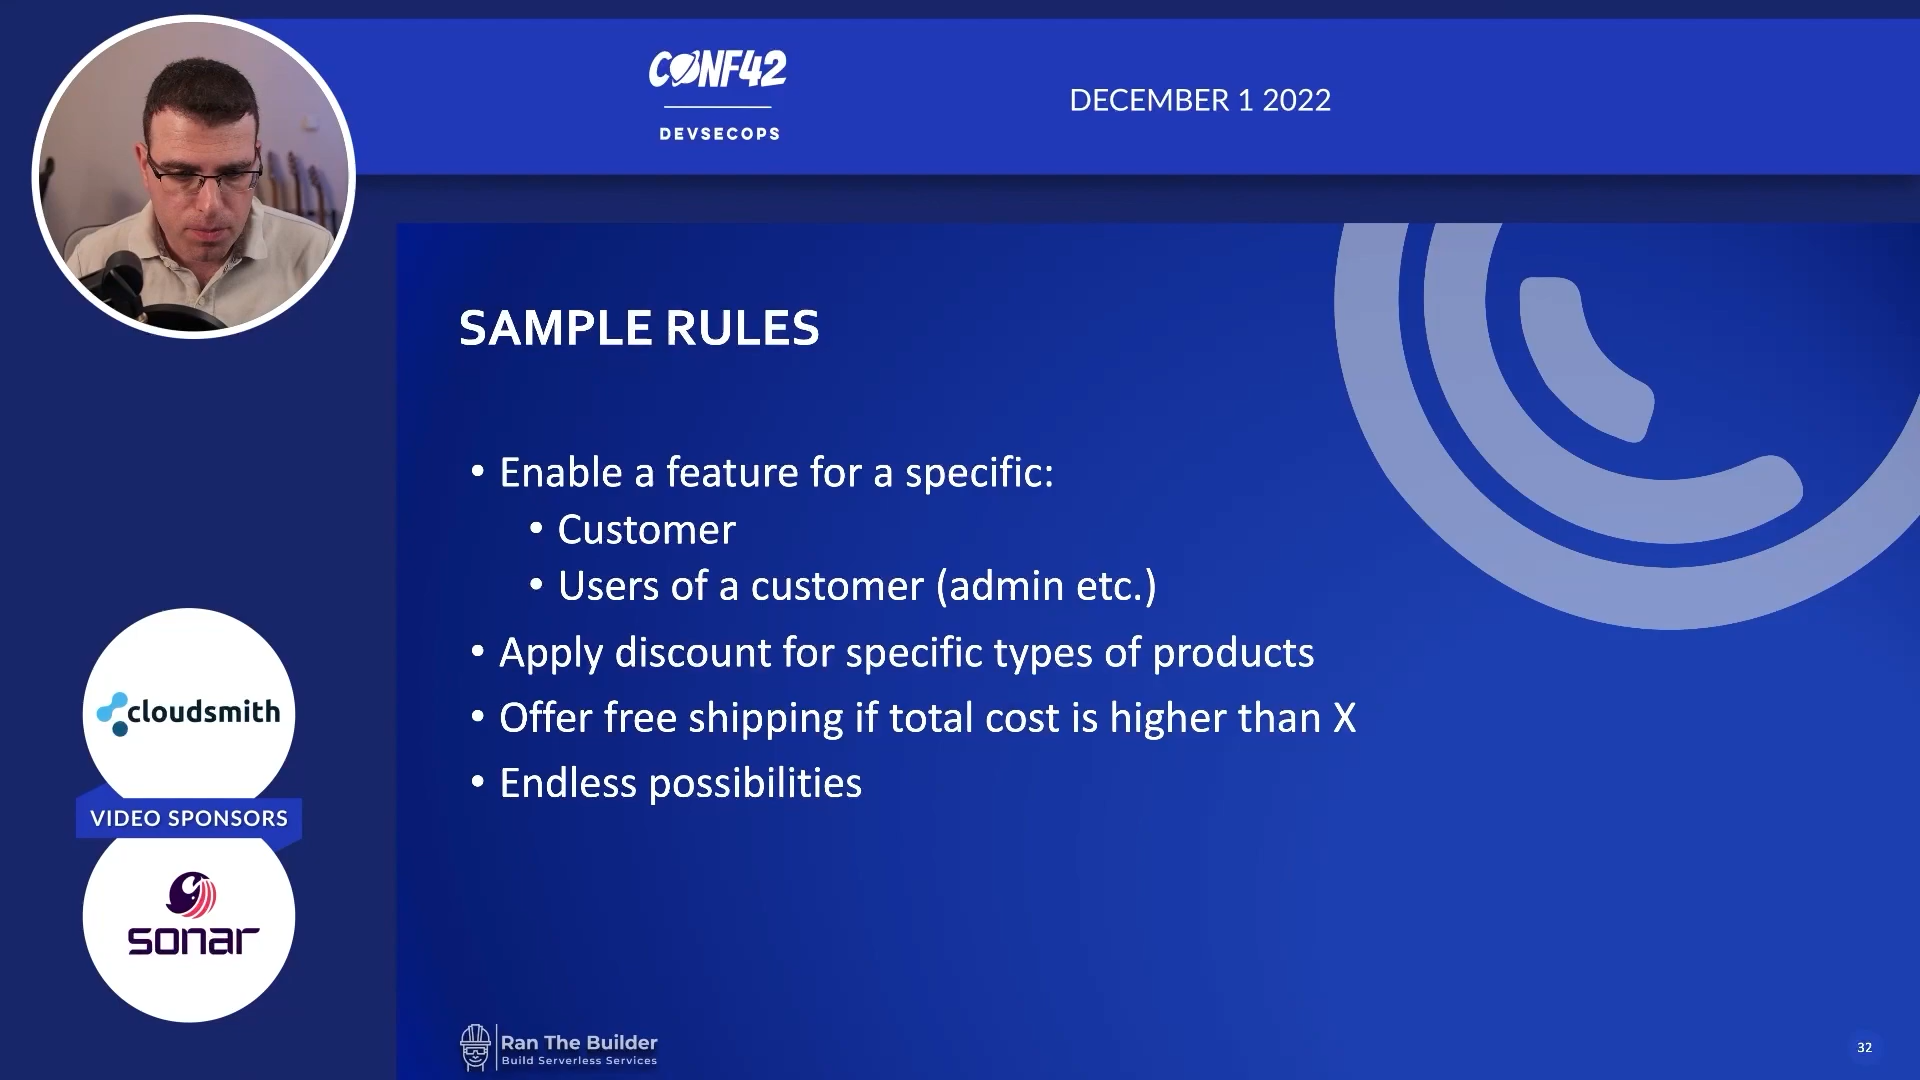 CONF42
DEVSECOPS
DECEMBER 1 2022
SAMPLE RULES
• Enable a feature for a specific:
• Customer
• Users of a customer (admin etc.)
• Apply discount for specific types of products
• Offer free shipping if total cost is higher than X
• Endless possibilities
cloudsmith
VIDEO SPONSORS
sonar
Ran The Builder
Build Serverless Services
32